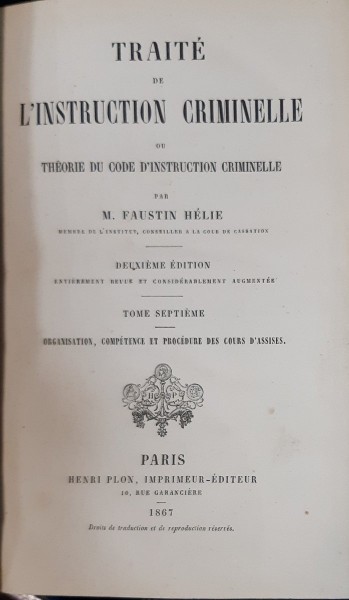 TRAITÉ
DE
L'INSTRUCTION CRIMINELLE
OU
THÉORIE DU CODE D'INSTRUCTION CRIMINELLE
PAR
M. FAUSTIN HÉLIE
MEMBRE DE L'INSTITUT, CONSEILLER A LA COUR DE CASSATION
DEUXIÈME ÉDITION
ENTIÈREMENT REVUE ET CONSIDÉRABLEMENT AUGMENTÉE
TOME SEPTIÈME
ORGANISATION, COMPÉTENCE ET PROCÉDURE DES COURS D'ASSISES.
PARIS
HENRI PLON, IMPRIMEUR-ÉDITEUR
10, RUE GARANCIÈRE
1867
Droits de traduction et de reproduction réservés.